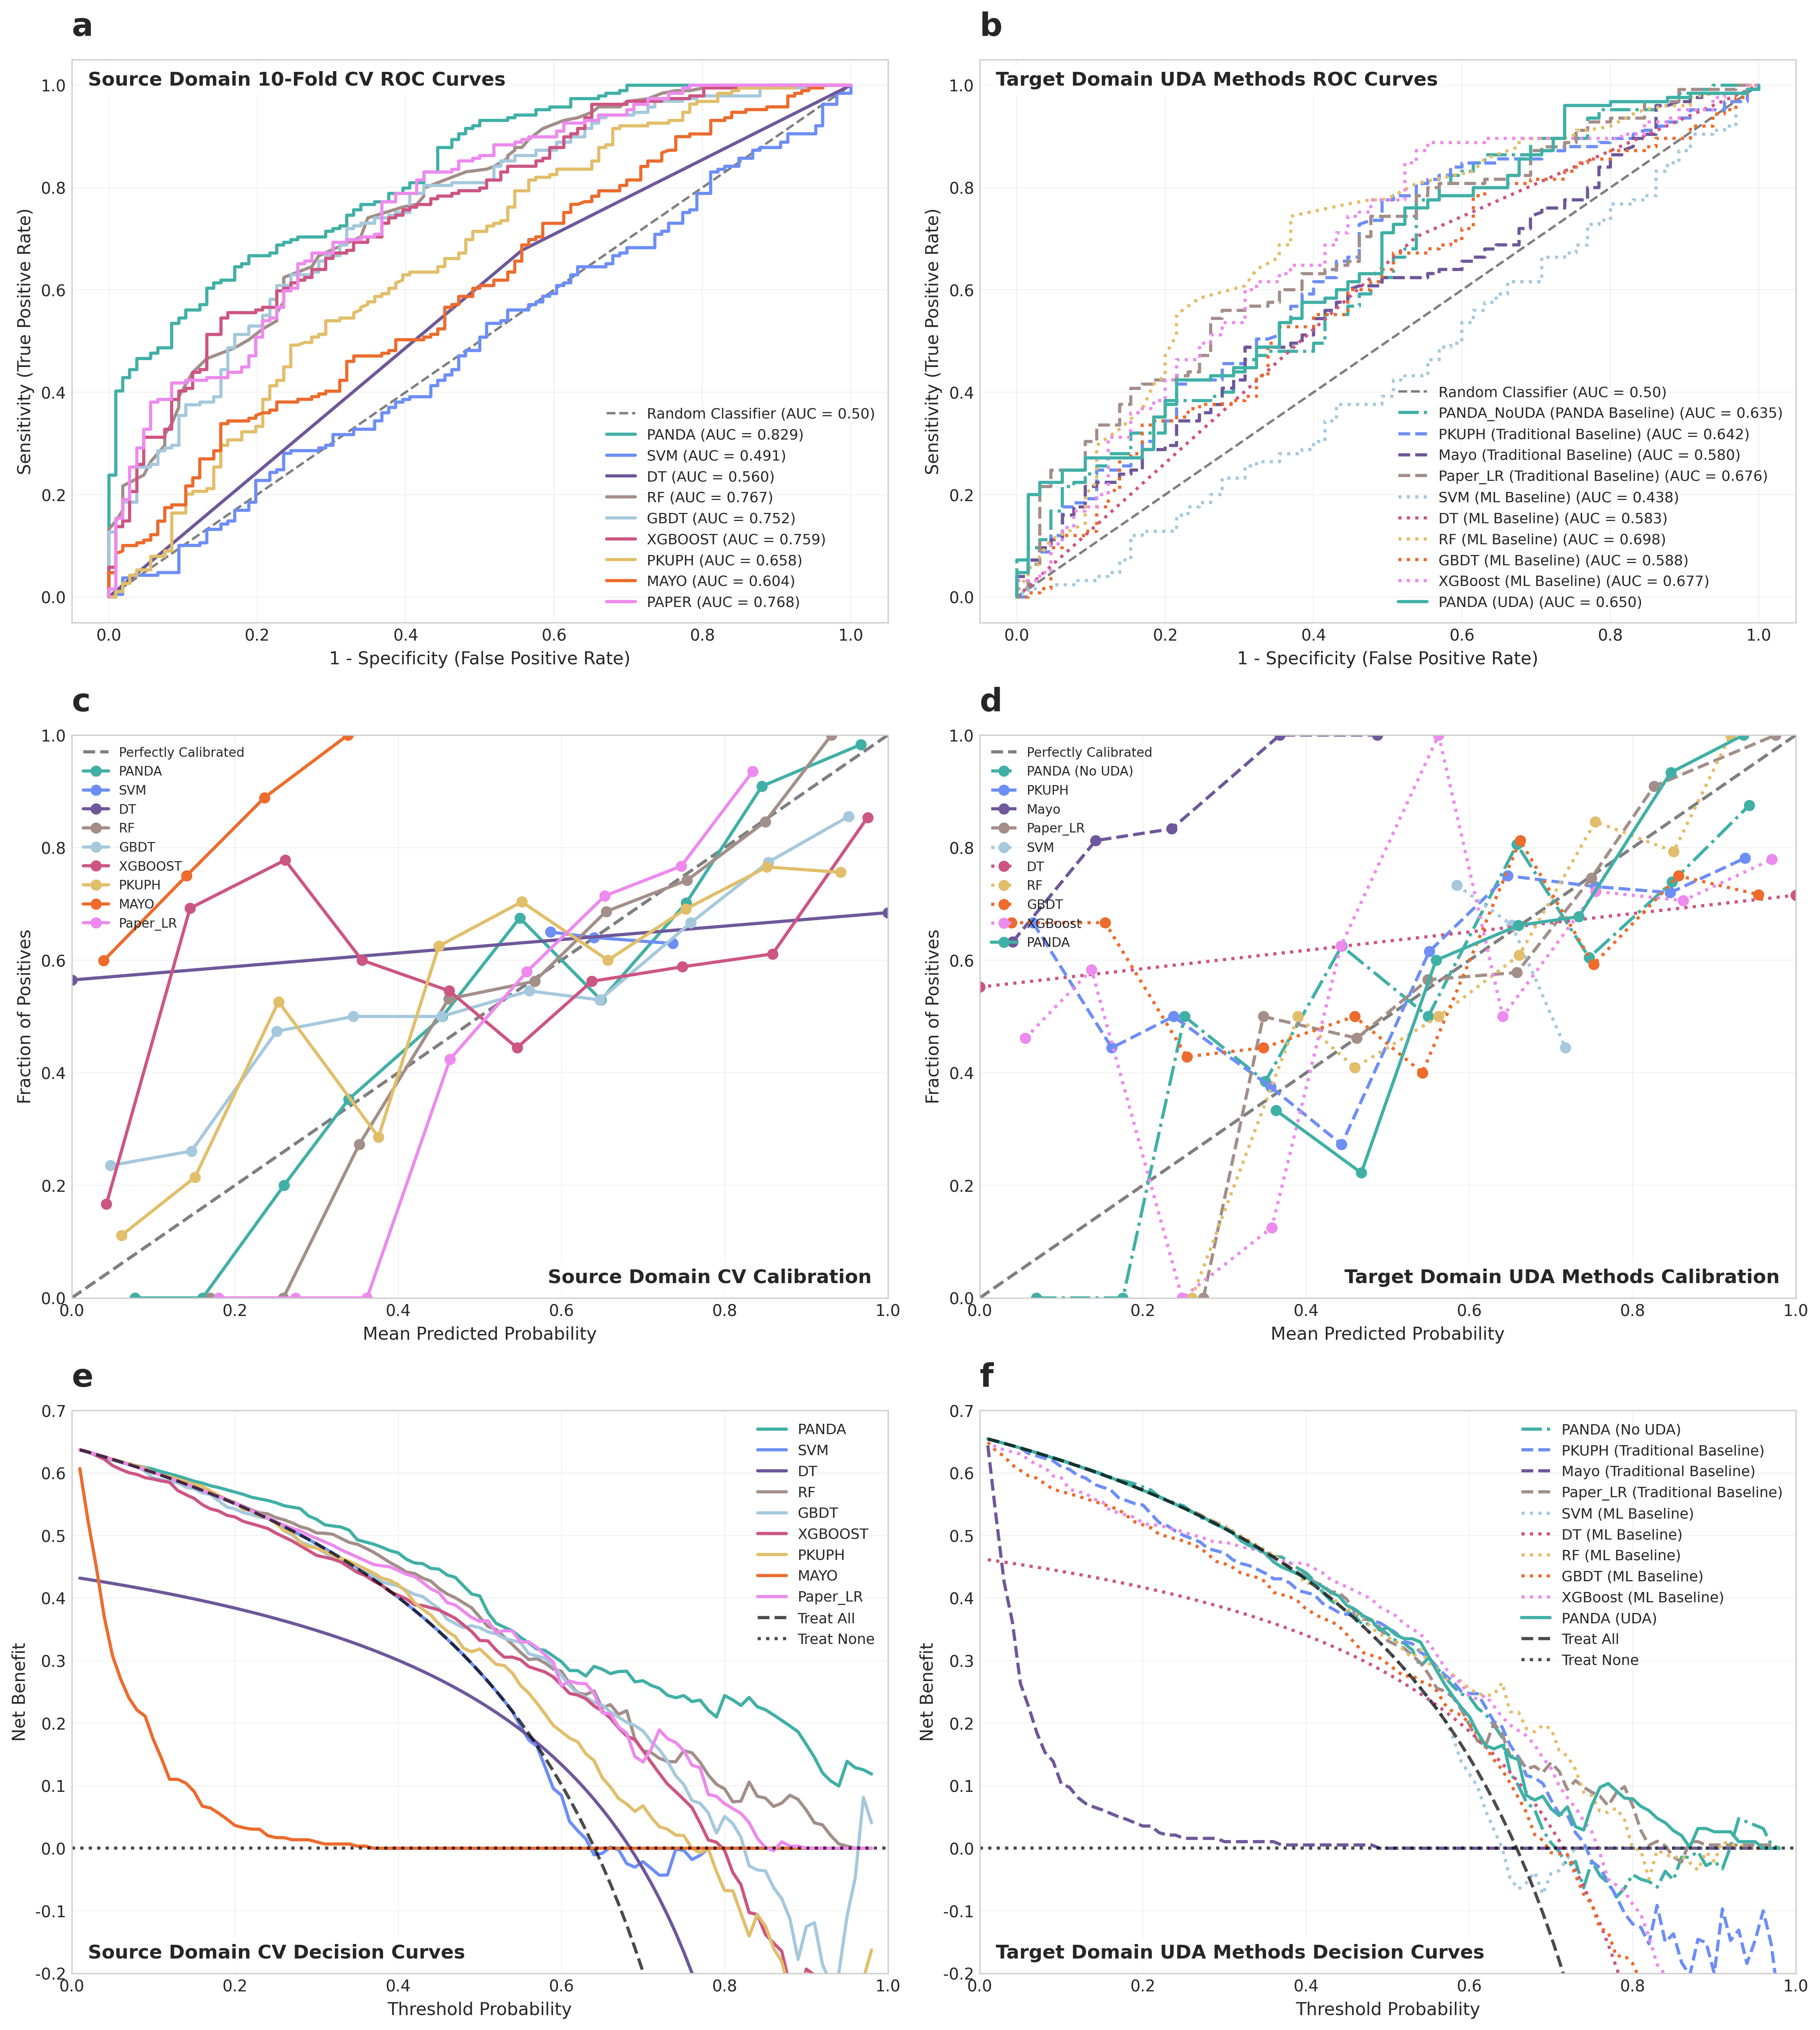 a
Source Domain 10-Fold CV ROC Curves
Sensitivity (True Positive Rate)
1.0
0.8
0.6
0.4
0.2
0.0
Random Classifier (AUC = 0.50)
PANDA (AUC = 0.829)
SVM (AUC = 0.491)
DT (AUC = 0.560)
RF (AUC = 0.767)
GBDT (AUC = 0.752)
XGBOOST (AUC = 0.759)
PKUPH (AUC = 0.658)
MAYO (AUC = 0.604)
PAPER (AUC = 0.768)
0.0 0.2 0.4 0.6 0.8 1.0
1 - Specificity (False Positive Rate)
b
Target Domain UDA Methods ROC Curves
Sensitivity (True Positive Rate)
1.0
0.8
0.6
0.4
0.2
0.0
Random Classifier (AUC = 0.50)
PANDA_NoUDA (PANDA Baseline) (AUC = 0.635)
PKUPH (Traditional Baseline) (AUC = 0.642)
Mayo (Traditional Baseline) (AUC = 0.580)
Paper_LR (Traditional Baseline) (AUC = 0.676)
SVM (ML Baseline) (AUC = 0.438)
DT (ML Baseline) (AUC = 0.583)
RF (ML Baseline) (AUC = 0.698)
GBDT (ML Baseline) (AUC = 0.588)
XGBoost (ML Baseline) (AUC = 0.677)
PANDA (UDA) (AUC = 0.650)
0.0 0.2 0.4 0.6 0.8 1.0
1 - Specificity (False Positive Rate)
c
Fraction of Positives
1.0
0.8
0.6
0.4
0.2
0.0
Perfectly Calibrated
PANDA
SVM
DT
RF
GBDT
XGBOOST
PKUPH
MAYO
Paper_LR
Source Domain CV Calibration
0.0 0.2 0.4 0.6 0.8 1.0
Mean Predicted Probability
d
Fraction of Positives
1.0
0.8
0.6
0.4
0.2
0.0
Perfectly Calibrated
PANDA (No UDA)
PKUPH
Mayo
Paper_LR
SVM
DT
RF
GBDT
XGBoost
PANDA
Target Domain UDA Methods Calibration
0.0 0.2 0.4 0.6 0.8 1.0
Mean Predicted Probability
e
Net Benefit
0.7
0.6
0.5
0.4
0.3
0.2
0.1
0.0
-0.1
-0.2
PANDA
SVM
DT
RF
GBDT
XGBOOST
PKUPH
MAYO
Paper_LR
Treat All
Treat None
Source Domain CV Decision Curves
0.0 0.2 0.4 0.6 0.8 1.0
Threshold Probability
f
Net Benefit
0.7
0.6
0.5
0.4
0.3
0.2
0.1
0.0
-0.1
-0.2
PANDA (No UDA)
PKUPH (Traditional Baseline)
Mayo (Traditional Baseline)
Paper_LR (Traditional Baseline)
SVM (ML Baseline)
DT (ML Baseline)
RF (ML Baseline)
GBDT (ML Baseline)
XGBoost (ML Baseline)
PANDA (UDA)
Treat All
Treat None
Target Domain UDA Methods Decision Curves
0.0 0.2 0.4 0.6 0.8 1.0
Threshold Probability